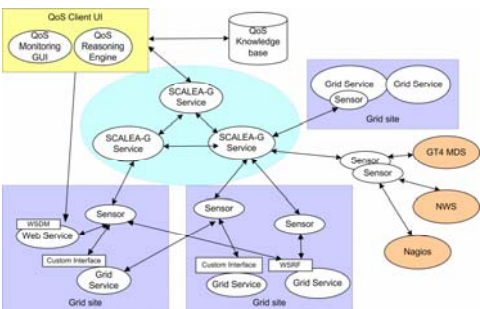 QoS Client UI
QoS
Monitoring
GUI
QoS
Reasoning
Engine
QoS
Knowledge
base
SCALEA-G
Service
SCALEA-G
Service
SCALEA-G
Service
Grid Service
Sensor
Grid Service
Grid site
Sensor
Sensor
GT4 MDS
NWS
Nagios
Sensor
WSDM
Web Service
Custom Interface
Grid
Service
Grid site
Sensor
Sensor
Custom Interface
Grid Service
WSRF
Grid Service
Grid site